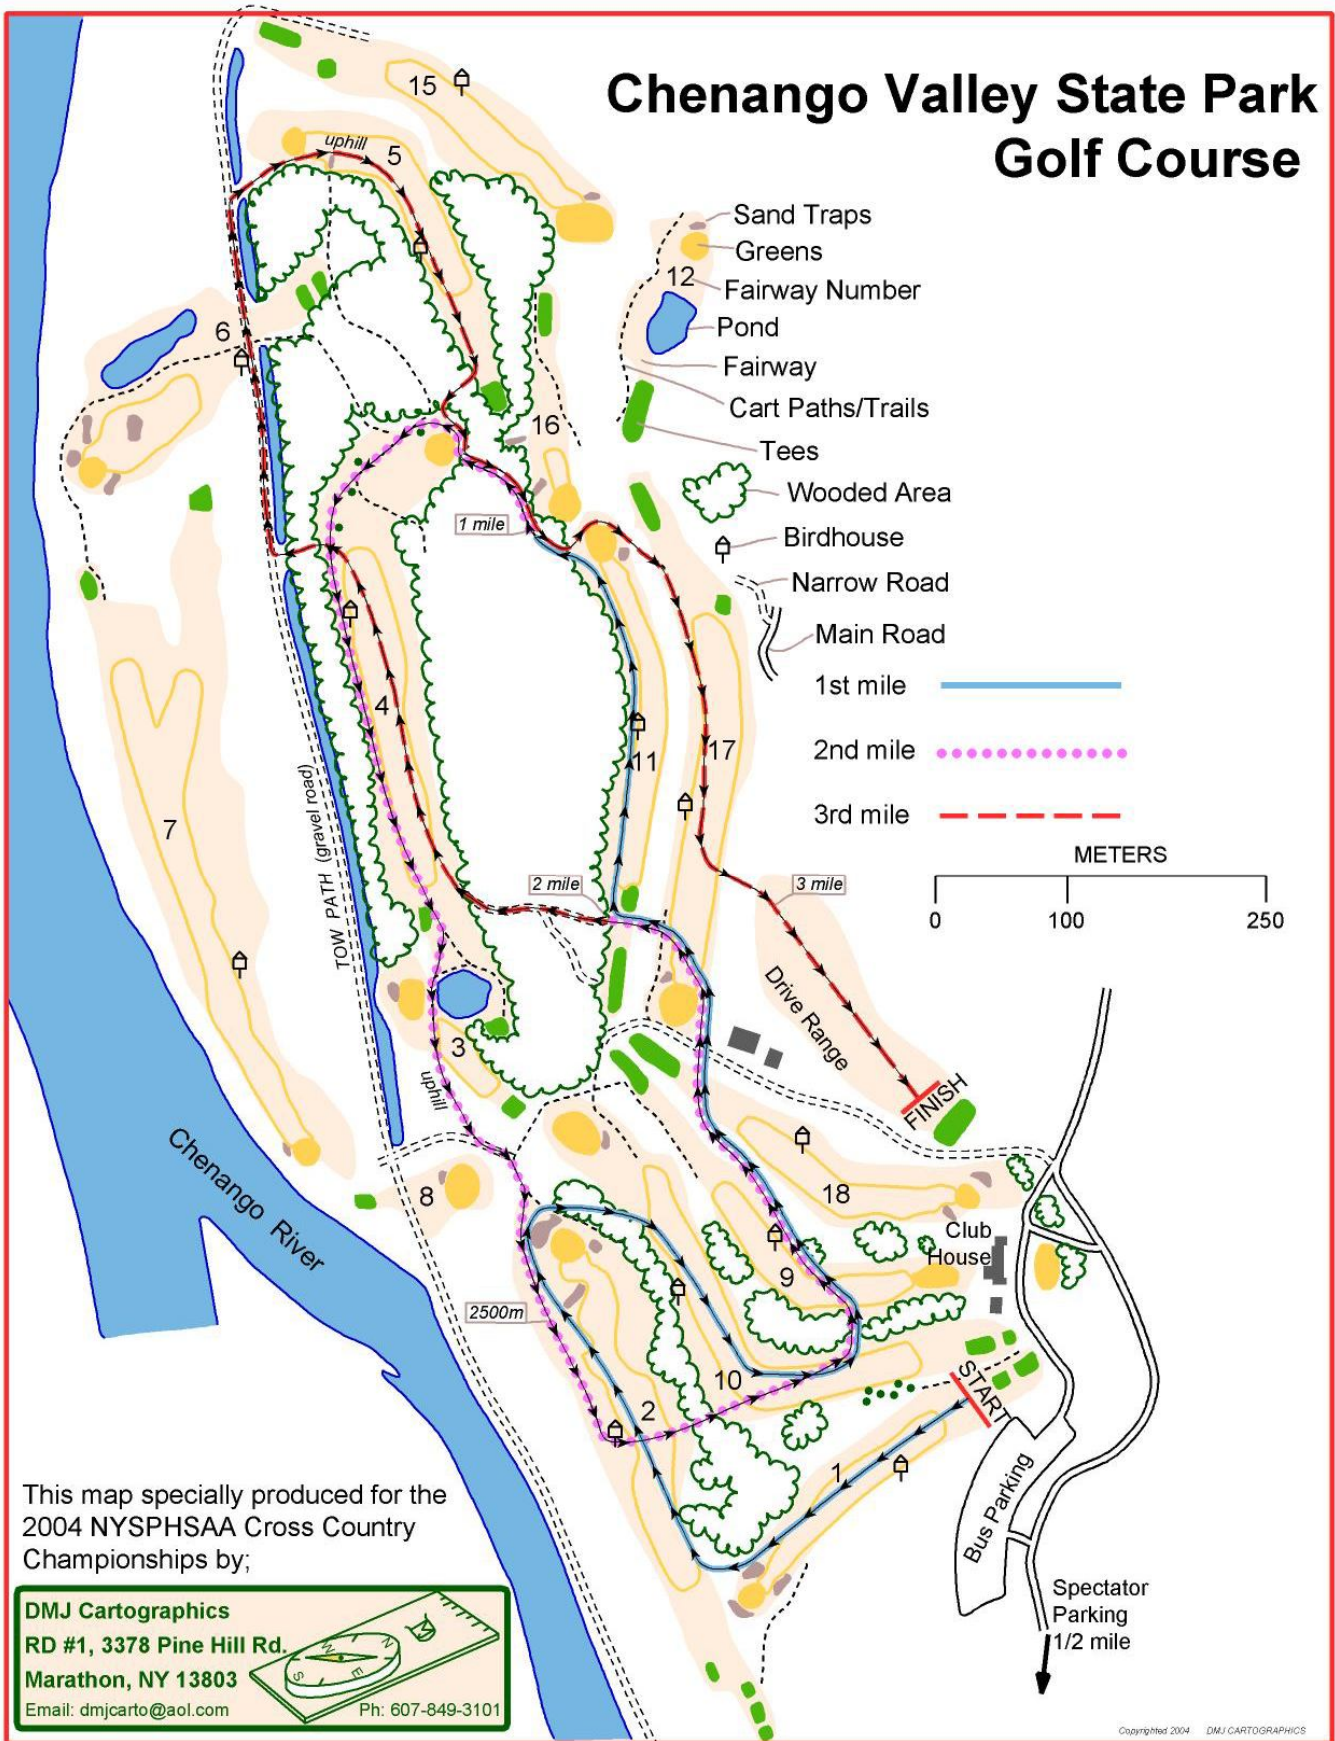 Chenango Valley State Park
Golf Course
15
uphill
5
Sand Traps
Greens
12
Fairway Number
Pond
6
Fairway
Cart Paths/Trails
16
Tees
Wooded Area
1 mile
Birdhouse
Narrow Road
Main Road
1st mile
4
17
2nd mile
11
7
3rd mile
TOW PATH (gravel road)
METERS
2 mile
3 mile
0 100 250
Drive Range
3
uphill
FINISH
Chenango River
8
18
Club
House
9
2500m
10
START
2
1
Bus Parking
This map specially produced for the
2004 NYSPHSAA Cross Country
Championships by;
Spectator
Parking
1/2 mile
DMJ Cartographics
RD #1, 3378 Pine Hill Rd.
Marathon, NY 13803
Email: dmjcarto@aol.com Ph: 607-849-3101
N
W
E
S
Copyrighted 2004 DMJ CARTOGRAPHICS